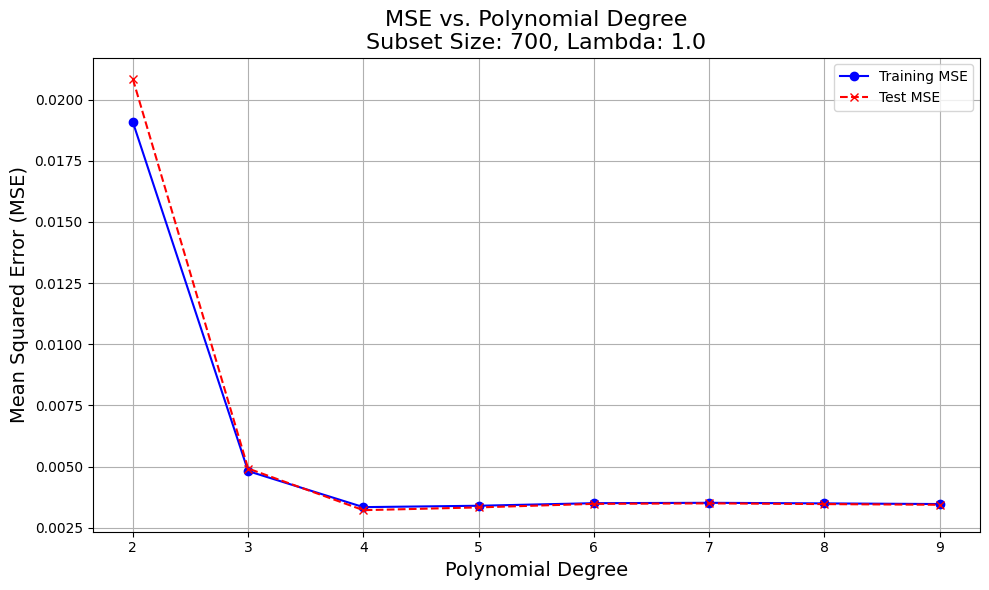 MSE vs. Polynomial Degree
Subset Size: 700, Lambda: 1.0
Training MSE
Test MSE
Mean Squared Error (MSE)
0.0200
0.0175
0.0150
0.0125
0.0100
0.0075
0.0050
0.0025
2 3 4 5 6 7 8 9
Polynomial Degree